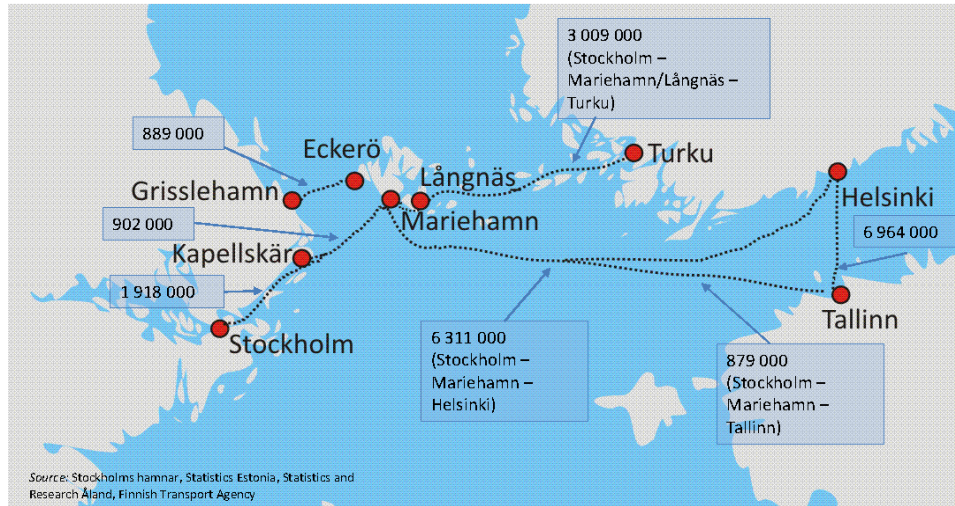 3 009 000
(Stockholm –
Mariehamn/Långnäs –
Turku)
889 000
Eckerö
Turku
Grisslehamn
Långnäs
Mariehamn
Helsinki
902 000
Kapellskär
6 964 000
1 918 000
Stockholm
Tallinn
6 311 000
(Stockholm –
Mariehamn –
Helsinki)
879 000
(Stockholm –
Mariehamn –
Tallinn)
Source: Stockholms hamnar, Statistics Estonia, Statistics and
Research Åland, Finnish Transport Agency